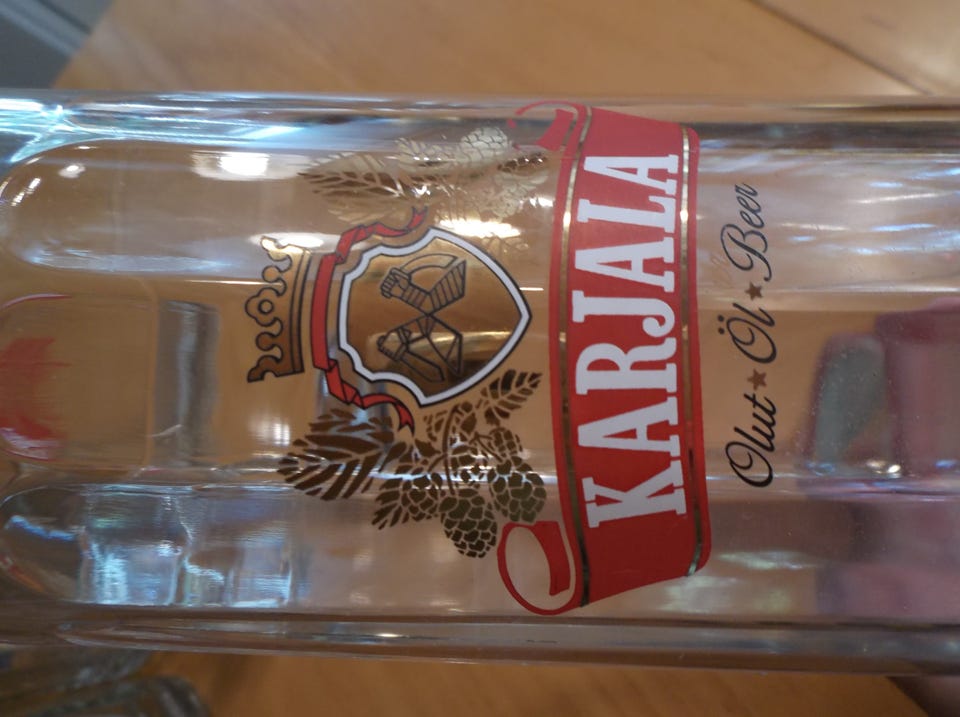 KARJALA
Olut ★ Öl ★ Beer